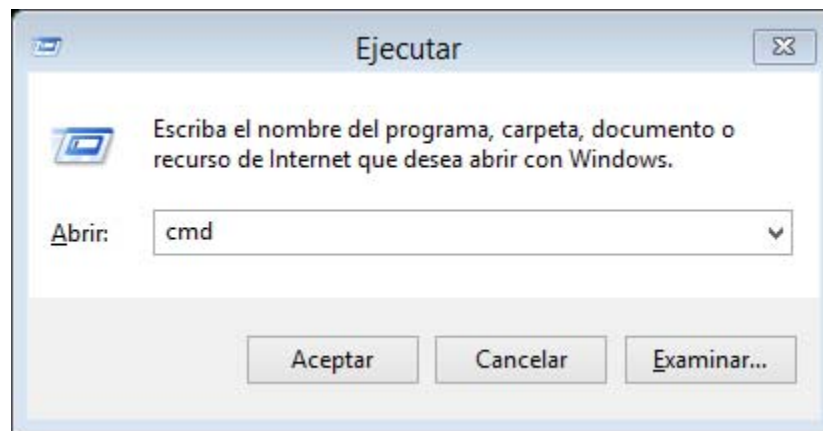 Ejecutar
Escriba el nombre del programa, carpeta, documento o
recurso de Internet que desea abrir con Windows.
Abrir: cmd
Aceptar Cancelar Examinar...